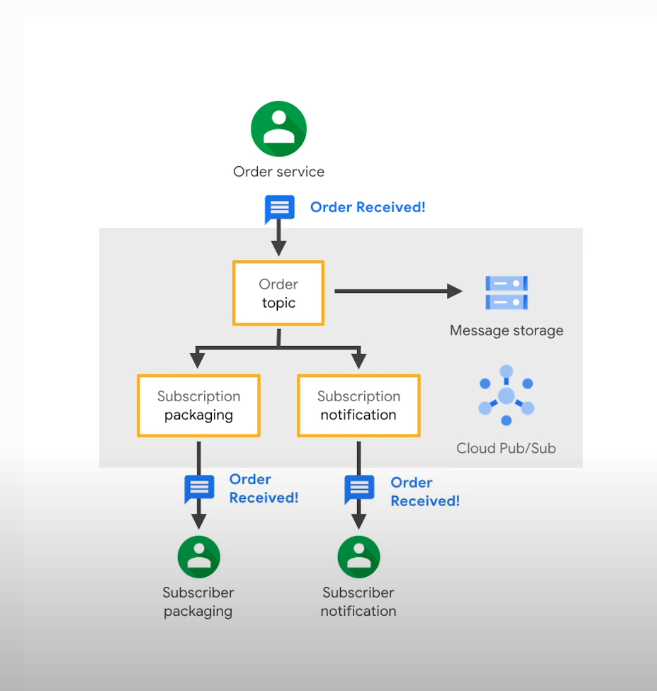 Order service
Order Received!
Order
topic
Message storage
Subscription
packaging
Subscription
notification
Cloud Pub/Sub
Order
Received!
Order
Received!
Subscriber
packaging
Subscriber
notification